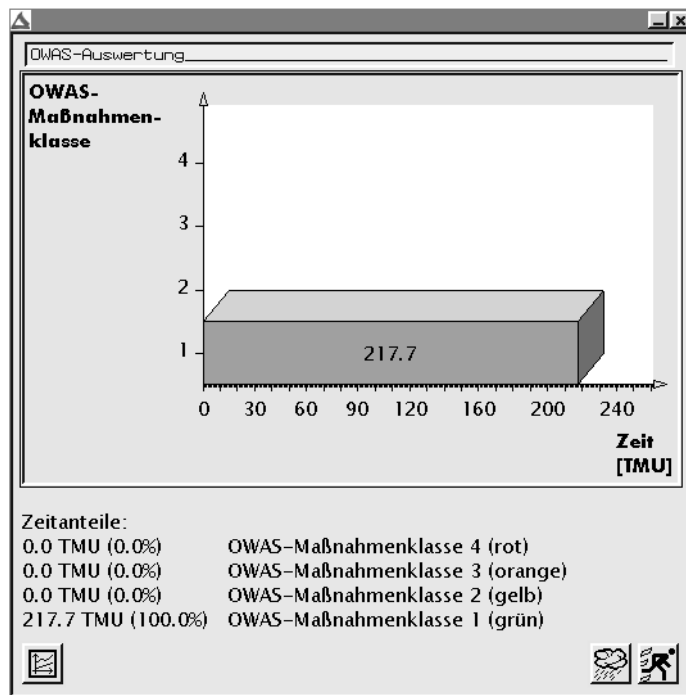 OWAS-Auswertung
OWAS-
Maßnahmen-
klasse
4
3
2
1
217.7
0 30 60 90 120 160 200 240
Zeit
[TMU]
Zeitanteile:
0.0 TMU (0.0%) OWAS-Maßnahmenklasse 4 (rot)
0.0 TMU (0.0%) OWAS-Maßnahmenklasse 3 (orange)
0.0 TMU (0.0%) OWAS-Maßnahmenklasse 2 (gelb)
217.7 TMU (100.0%) OWAS-Maßnahmenklasse 1 (grün)